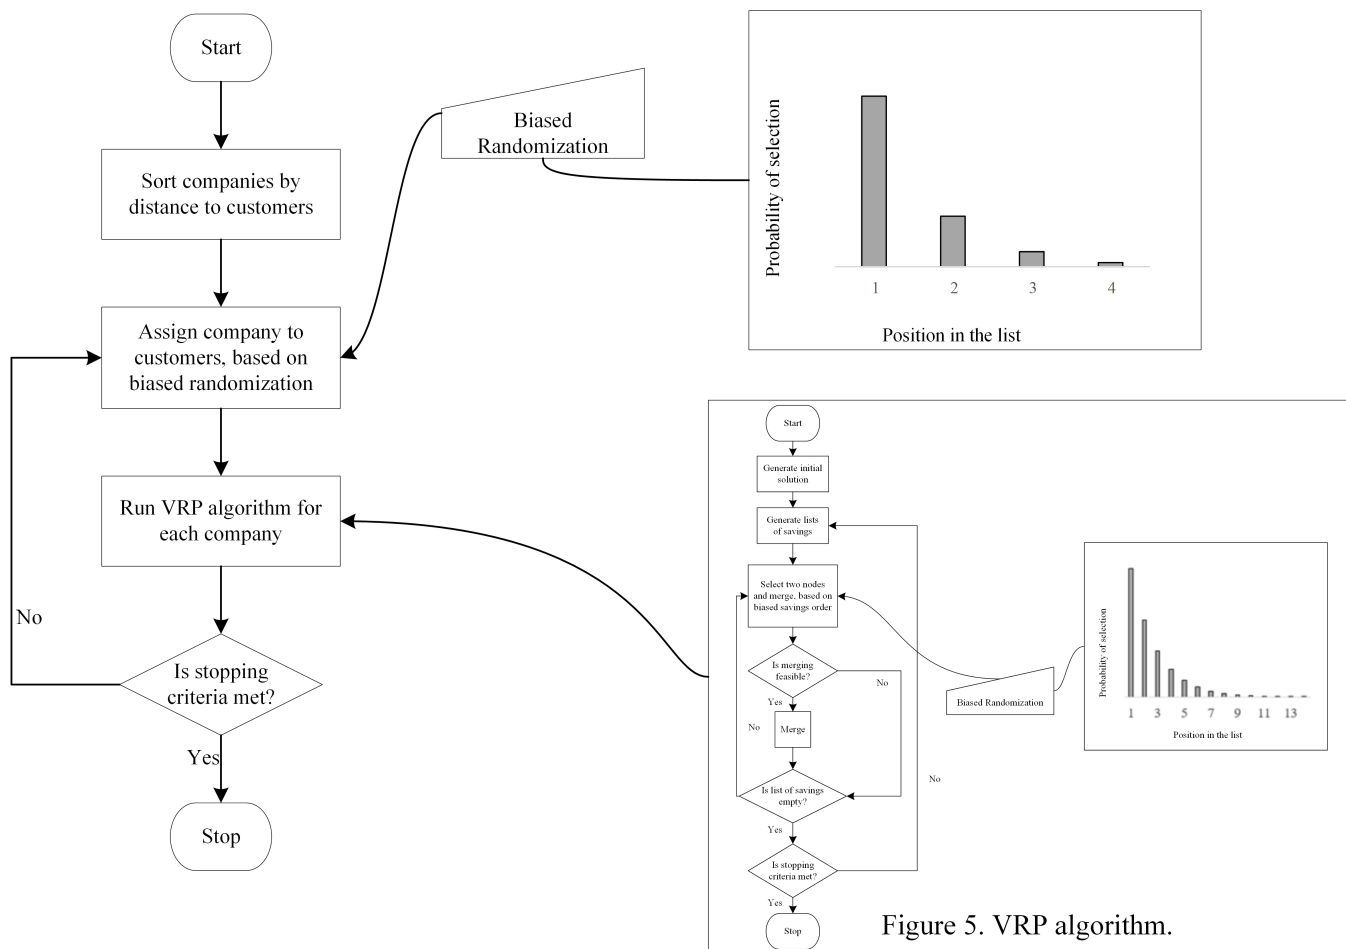 Start
Sort companies by
distance to customers
Assign company to
customers, based on
biased randomization
Run VRP algorithm for
each company
No
Is stopping
criteria met?
Yes
Stop
Biased
Randomization
Probability of selection
1 2 3 4
Position in the list
Start
Generate initial
solution
Generate lists
of savings
Select two nodes
and merge, based on
biased savings order
Is merging
feasible?
No
Yes
Merge
No
Is list of savings
empty?
No
Yes
Is stopping
criteria met?
Yes
Stop
Biased Randomization
Probability of selection
1 3 5 7 9 11 13
Position in the list
Figure 5. VRP algorithm.